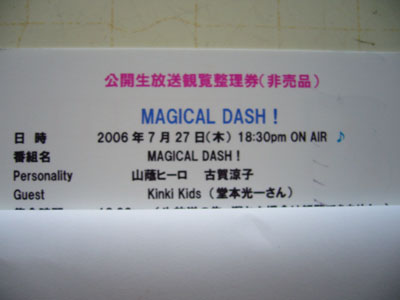 公開生放送観覧整理券(非売品)
MAGICAL DASH!
日 時 2006年7月27日(木) 18:30pm ON AIR ♪
番組名 MAGICAL DASH!
Personality 山蔭ヒーロ 古賀涼子
Guest Kinki Kids (堂本光一さん)